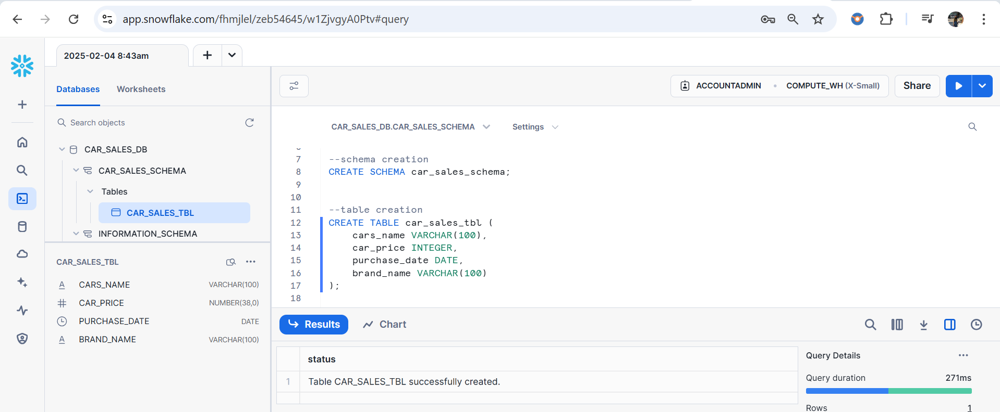 app.snowflake.com/fhmjlel/zeb54645/w1ZjvgyA0Ptv#query
2025-02-04 8:43am
Databases
Worksheets
ACCOUNTADMIN
COMPUTE_WH (X-Small)
Share
Search objects
CAR_SALES_DB
CAR_SALES_SCHEMA
Tables
CAR_SALES_TBL
INFORMATION_SCHEMA
CAR_SALES_TBL
CARS_NAME VARCHAR(100)
CAR_PRICE NUMBER(38,0)
PURCHASE_DATE DATE
BRAND_NAME VARCHAR(100)
CAR_SALES_DB.CAR_SALES_SCHEMA
Settings
7 --schema creation
8 CREATE SCHEMA car_sales_schema;
9
10
11 --table creation
12 CREATE TABLE car_sales_tbl (
13 cars_name VARCHAR(100),
14 car_price INTEGER,
15 purchase_date DATE,
16 brand_name VARCHAR(100)
17 );
18
Results
Chart
status
1 Table CAR_SALES_TBL successfully created.
Query Details
Query duration 271ms
Rows 1